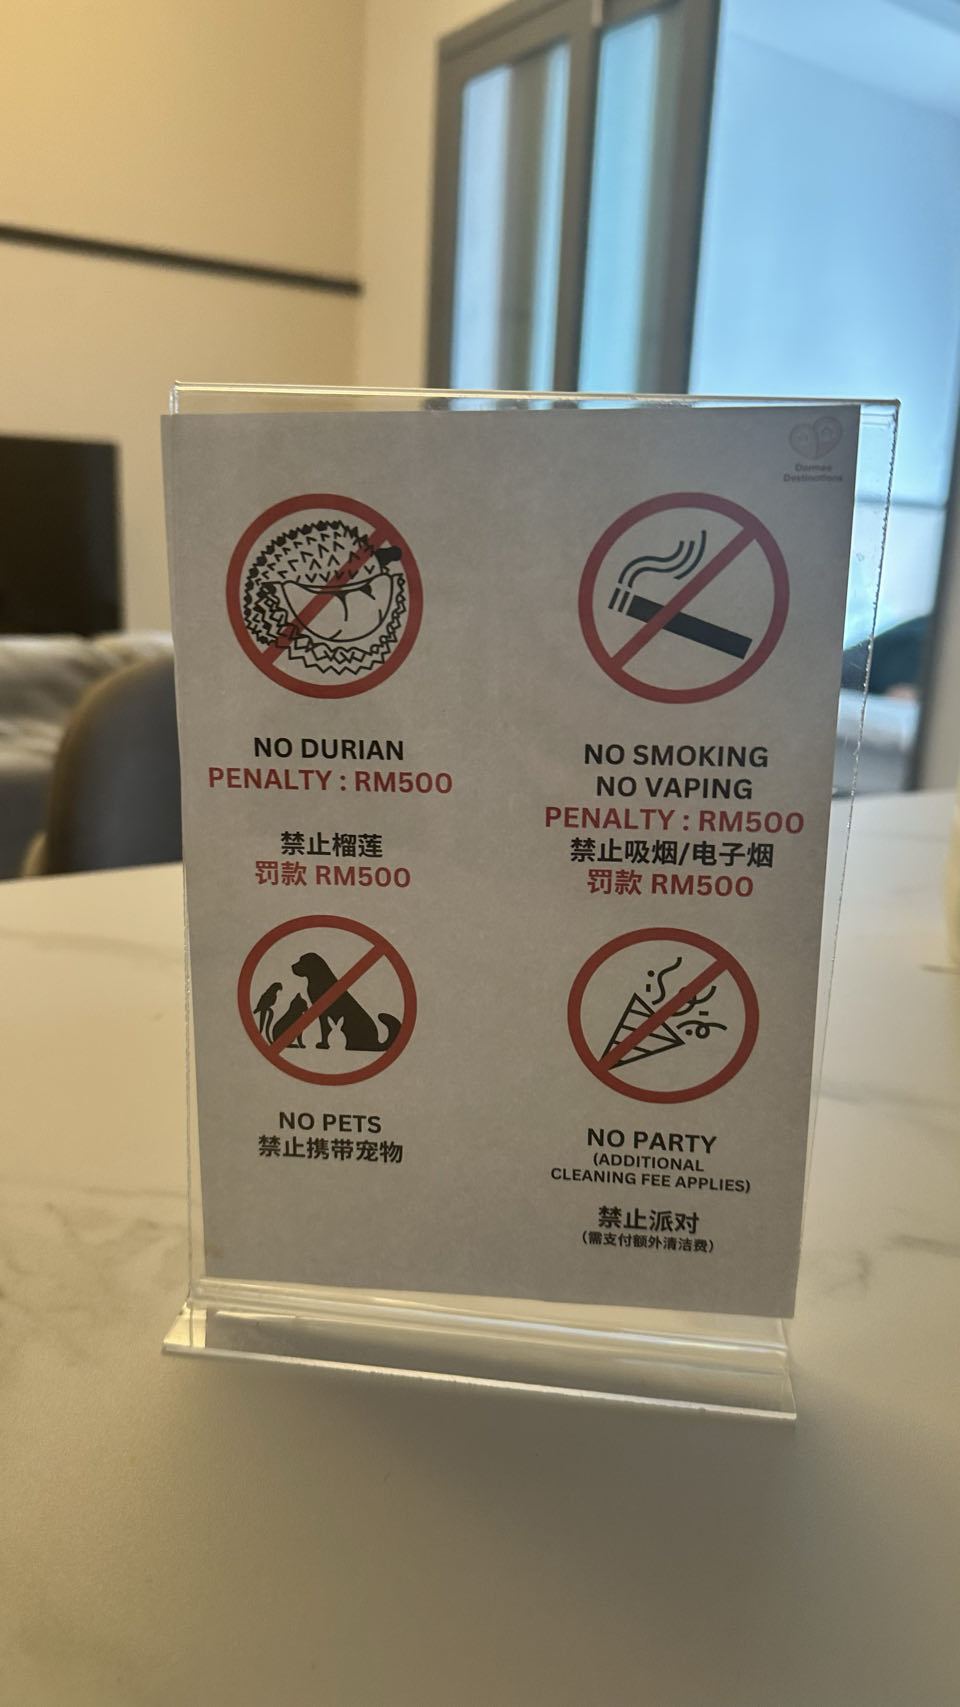 Dormeo
Destinations
NO DURIAN
PENALTY : RM500
禁止榴莲
罚款 RM500
NO SMOKING
NO VAPING
PENALTY : RM500
禁止吸烟/电子烟
罚款 RM500
NO PETS
禁止携带宠物
NO PARTY
(ADDITIONAL
CLEANING FEE APPLIES)
禁止派对
（需支付额外清洁费）